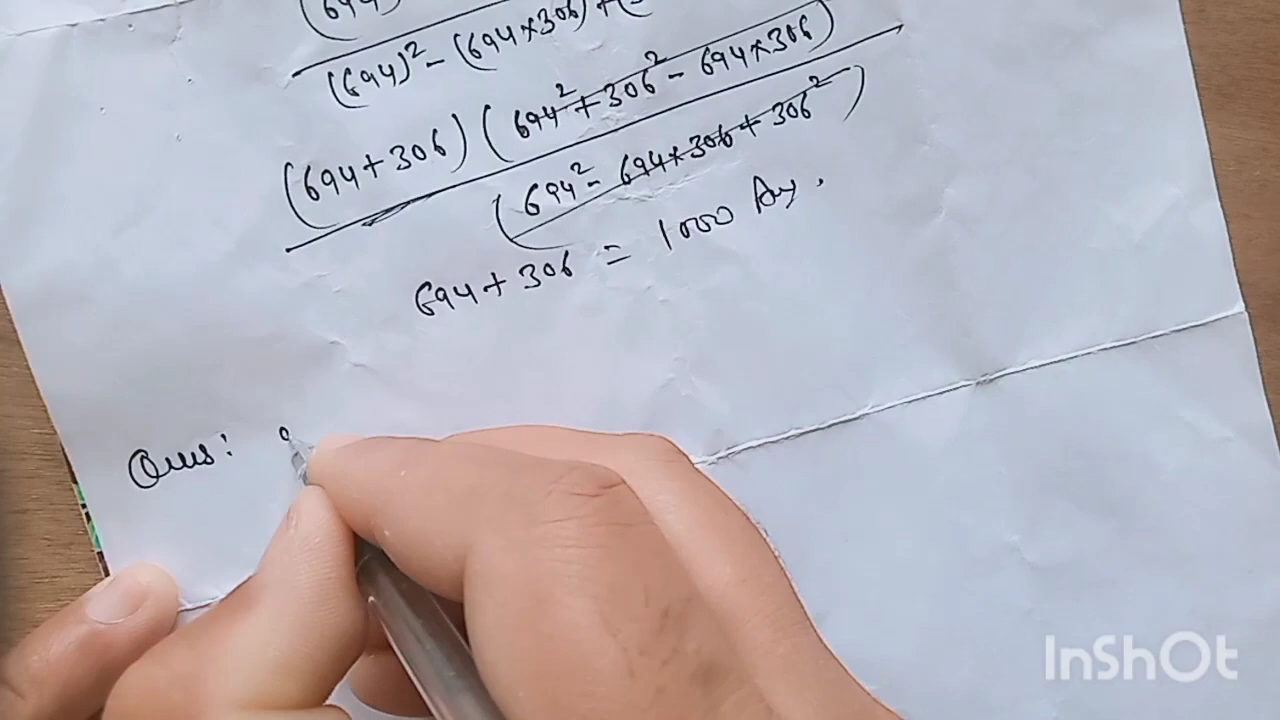 (694)
(694)² - (694×306) + (
(694 + 306) (694² + 306² - 694×306)
(694² - 694×306 + 306²)
694 + 306 = 1000 Ans.
Ques:
InShOt